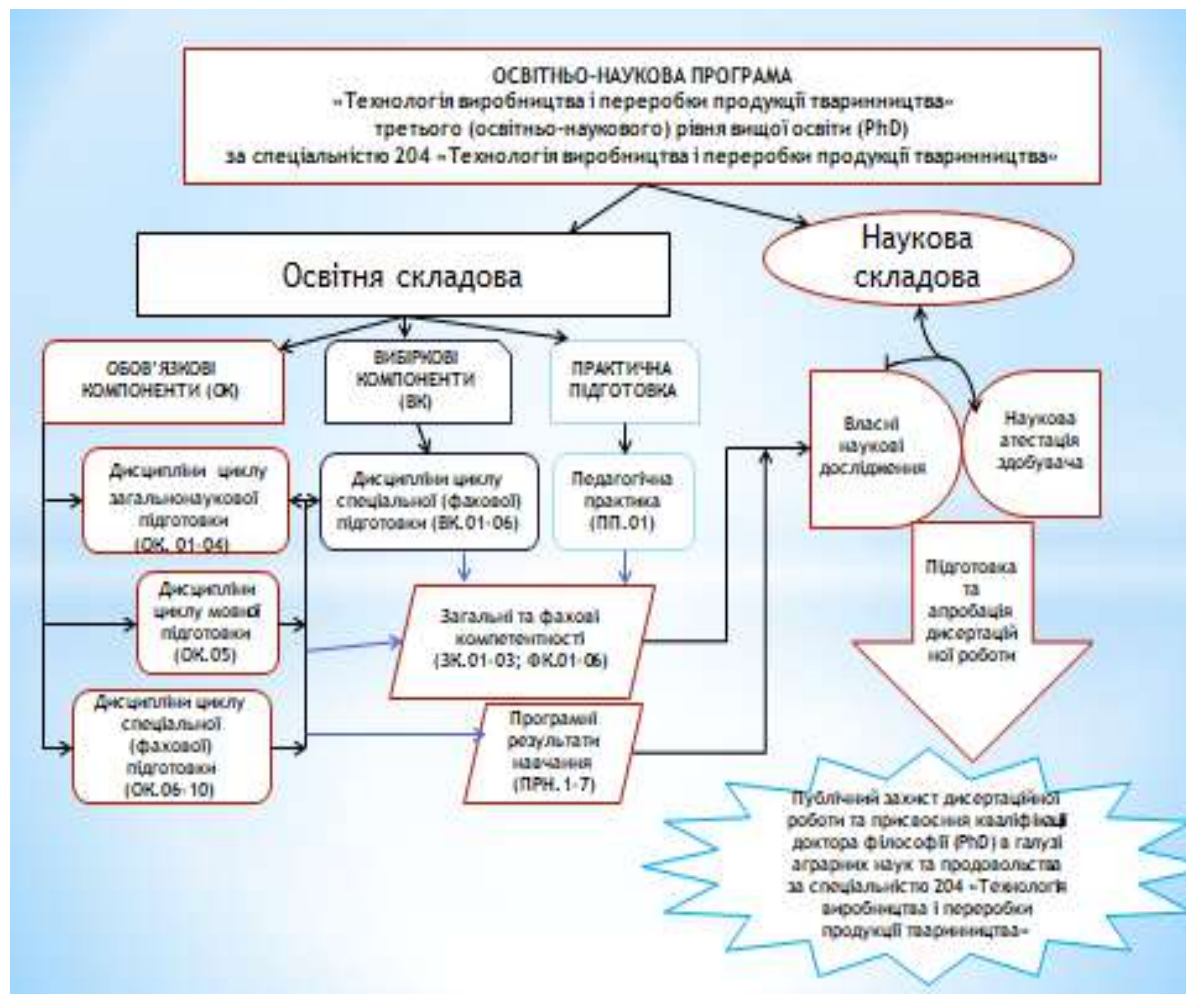 ОСВІТНЬО-НАУКОВА ПРОГРАМА
«Технологія виробництва і переробки продукції тваринництва»
третього (освітньо-наукового) рівня вищої освіти (PhD)
за спеціальністю 204 «Технологія виробництва і переробки продукції тваринництва»
Освітня складова
Наукова
складова
ОБОВ'ЯЗКОВІ
КОМПОНЕНТИ (ОК)
ВИБІРКОВІ
КОМПОНЕНТИ
(ВК)
ПРАКТИЧНА
ПІДГОТОВКА
Власні
наукові
дослідження
Наукова
атестація
здобувача
Дисципліни циклу
загальнонаукової
підготовки
(ОК. 01-04)
Дисципліни циклу
спеціальної (фахової)
підготовки (ВК.01-06)
Педагогічна
практика
(ПП.01)
Дисципліни
циклу мовної
підготовки
(ОК.05)
Загальні та фахові
компетентності
(ЗК.01-03; ФК.01-06)
Підготовка
та
апробація
дисертацій
ної роботи
Дисципліни циклу
спеціальної
(фахової)
підготовки
(ОК.06-10)
Програмні
результати
навчання
(ПРН.1-7)
Публічний захист дисертаційної
роботи та присвоєння кваліфікації
доктора філософії (PhD) в галузі
аграрних наук та продовольства
за спеціальністю 204 «Технологія
виробництва і переробки
продукції тваринництва»